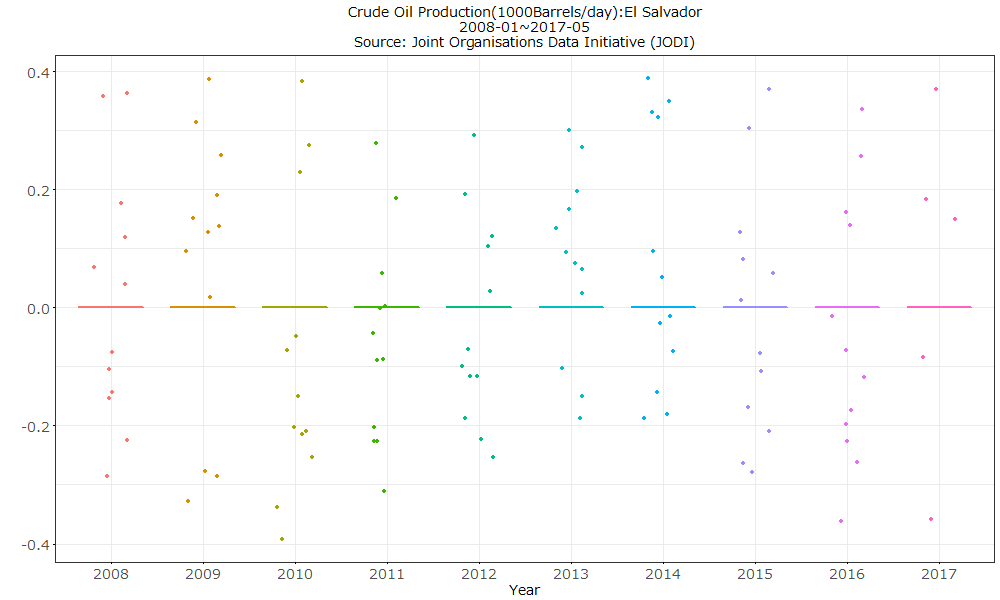 Crude Oil Production(1000Barrels/day):El Salvador
2008-01~2017-05
Source: Joint Organisations Data Initiative (JODI)
0.4
0.2
0.0
-0.2
-0.4
2008 2009 2010 2011 2012 2013 2014 2015 2016 2017
Year